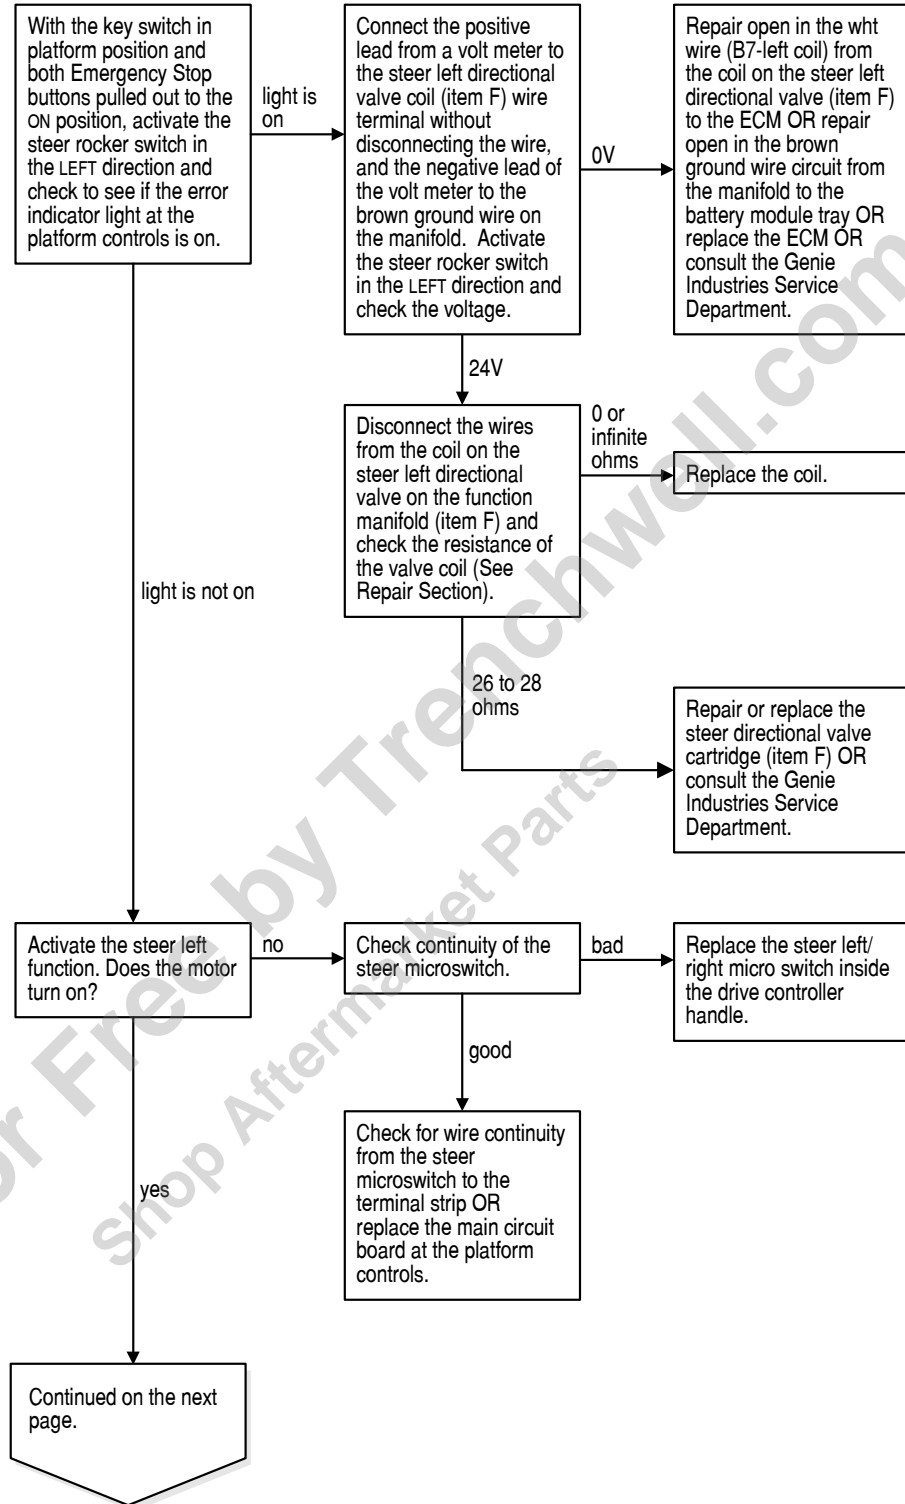 With the key switch in
platform position and
both Emergency Stop
buttons pulled out to the
ON position, activate the
steer rocker switch in
the LEFT direction and
check to see if the error
indicator light at the
platform controls is on.
light is
on
Connect the positive
lead from a volt meter to
the steer left directional
valve coil (item F) wire
terminal without
disconnecting the wire,
and the negative lead of
the volt meter to the
brown ground wire on
the manifold. Activate
the steer rocker switch
in the LEFT direction and
check the voltage.
0V
Repair open in the wht
wire (B7-left coil) from
the coil on the steer left
directional valve (item F)
to the ECM OR repair
open in the brown
ground wire circuit from
the manifold to the
battery module tray OR
replace the ECM OR
consult the Genie
Industries Service
Department.
24V
Disconnect the wires
from the coil on the
steer left directional
valve on the function
manifold (item F) and
check the resistance of
the valve coil (See
Repair Section).
0 or
infinite
ohms
Replace the coil.
light is not on
26 to 28
ohms
Repair or replace the
steer directional valve
cartridge (item F) OR
consult the Genie
Industries Service
Department.
Activate the steer left
function. Does the motor
turn on?
no
Check continuity of the
steer microswitch.
bad
Replace the steer left/
right micro switch inside
the drive controller
handle.
good
Check for wire continuity
from the steer
microswitch to the
terminal strip OR
replace the main circuit
board at the platform
controls.
yes
Continued on the next
page.
or Free by Trenchwell.com
Shop Aftermarket Parts